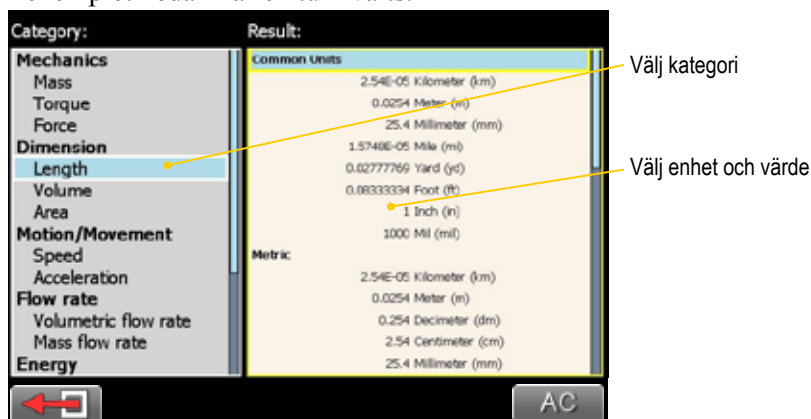 Category:
Result:
Mechanics
Mass
Torque
Force
Dimension
Length
Volume
Area
Motion/Movement
Speed
Acceleration
Flow rate
Volumetric flow rate
Mass flow rate
Energy
Common Units
2.54E-05 Kilometer (km)
0.0254 Meter (m)
25.4 Millimeter (mm)
1.5748E-05 Mile (mi)
0.02777769 Yard (yd)
0.08333334 Foot (ft)
1 Inch (in)
1000 Mil (mil)
Metric
2.54E-05 Kilometer (km)
0.0254 Meter (m)
0.254 Decimeter (dm)
2.54 Centimeter (cm)
25.4 Millimeter (mm)
AC
Välj kategori
Välj enhet och värde